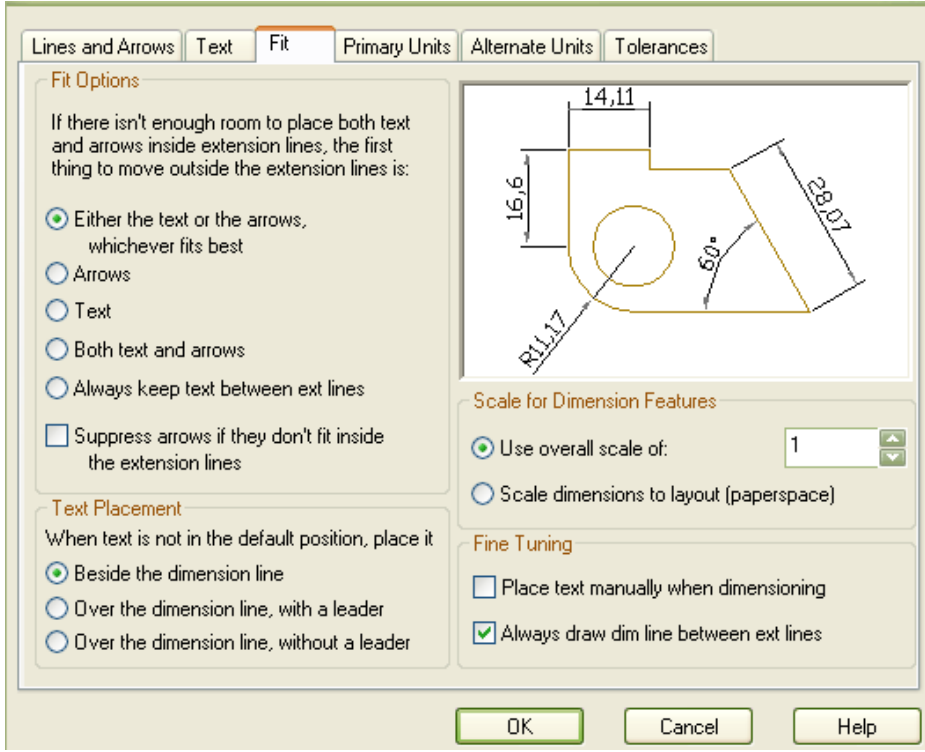 Lines and Arrows
Text
Fit
Primary Units
Alternate Units
Tolerances
Fit Options
If there isn't enough room to place both text
and arrows inside extension lines, the first
thing to move outside the extension lines is:
Either the text or the arrows,
whichever fits best
Arrows
Text
Both text and arrows
Always keep text between ext lines
Suppress arrows if they don't fit inside
the extension lines
Text Placement
When text is not in the default position, place it
Beside the dimension line
Over the dimension line, with a leader
Over the dimension line, without a leader
14,11
16,6
28,07
60°
R11,17
Scale for Dimension Features
Use overall scale of:
1
Scale dimensions to layout (paperspace)
Fine Tuning
Place text manually when dimensioning
Always draw dim line between ext lines
OK
Cancel
Help